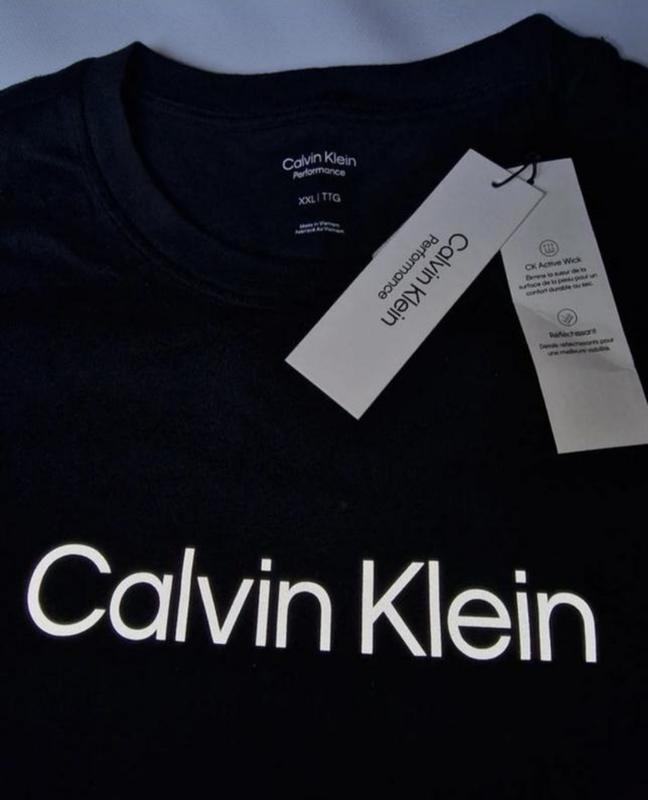 Calvin Klein
Performance
XXL | TTG
Made in Vietnam
Fabriqué Au Vietnam
Calvin Klein
Performance
CK Active Wick
Élimine la sueur de la
surface de la peau pour un
confort durable au sec.
Réfléchissant
Détails réfléchissants pour
une meilleure visibilité.
Calvin Klein